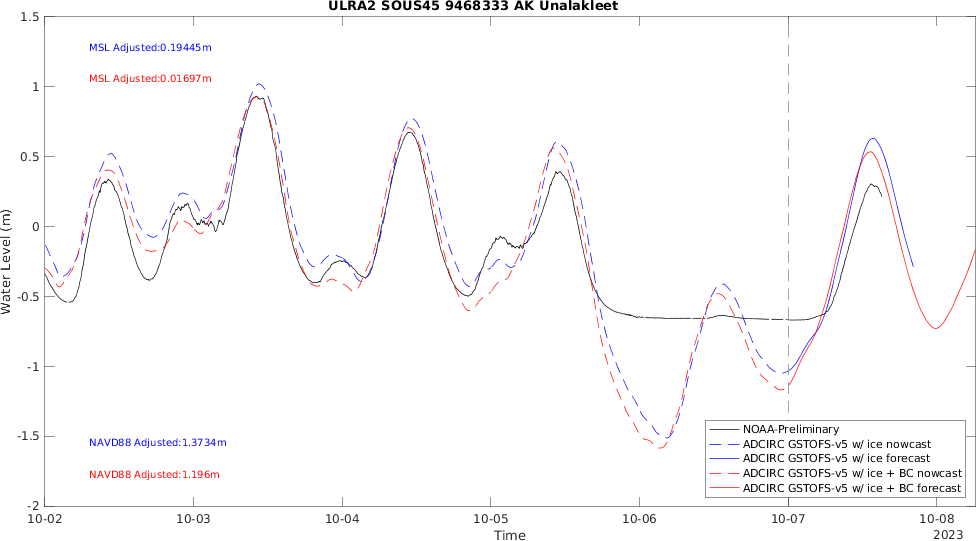 ULRA2 SOUS45 9468333 AK Unalakleet
1.5
1
0.5
0
-0.5
-1
-1.5
-2
Water Level (m)
MSL Adjusted:0.19445m
MSL Adjusted:0.01697m
NAVD88 Adjusted:1.3734m
NAVD88 Adjusted:1.196m
NOAA-Preliminary
ADCIRC GSTOFS-v5 w/ ice nowcast
ADCIRC GSTOFS-v5 w/ ice forecast
ADCIRC GSTOFS-v5 w/ ice + BC nowcast
ADCIRC GSTOFS-v5 w/ ice + BC forecast
10-02 10-03 10-04 10-05 10-06 10-07 10-08
Time
2023